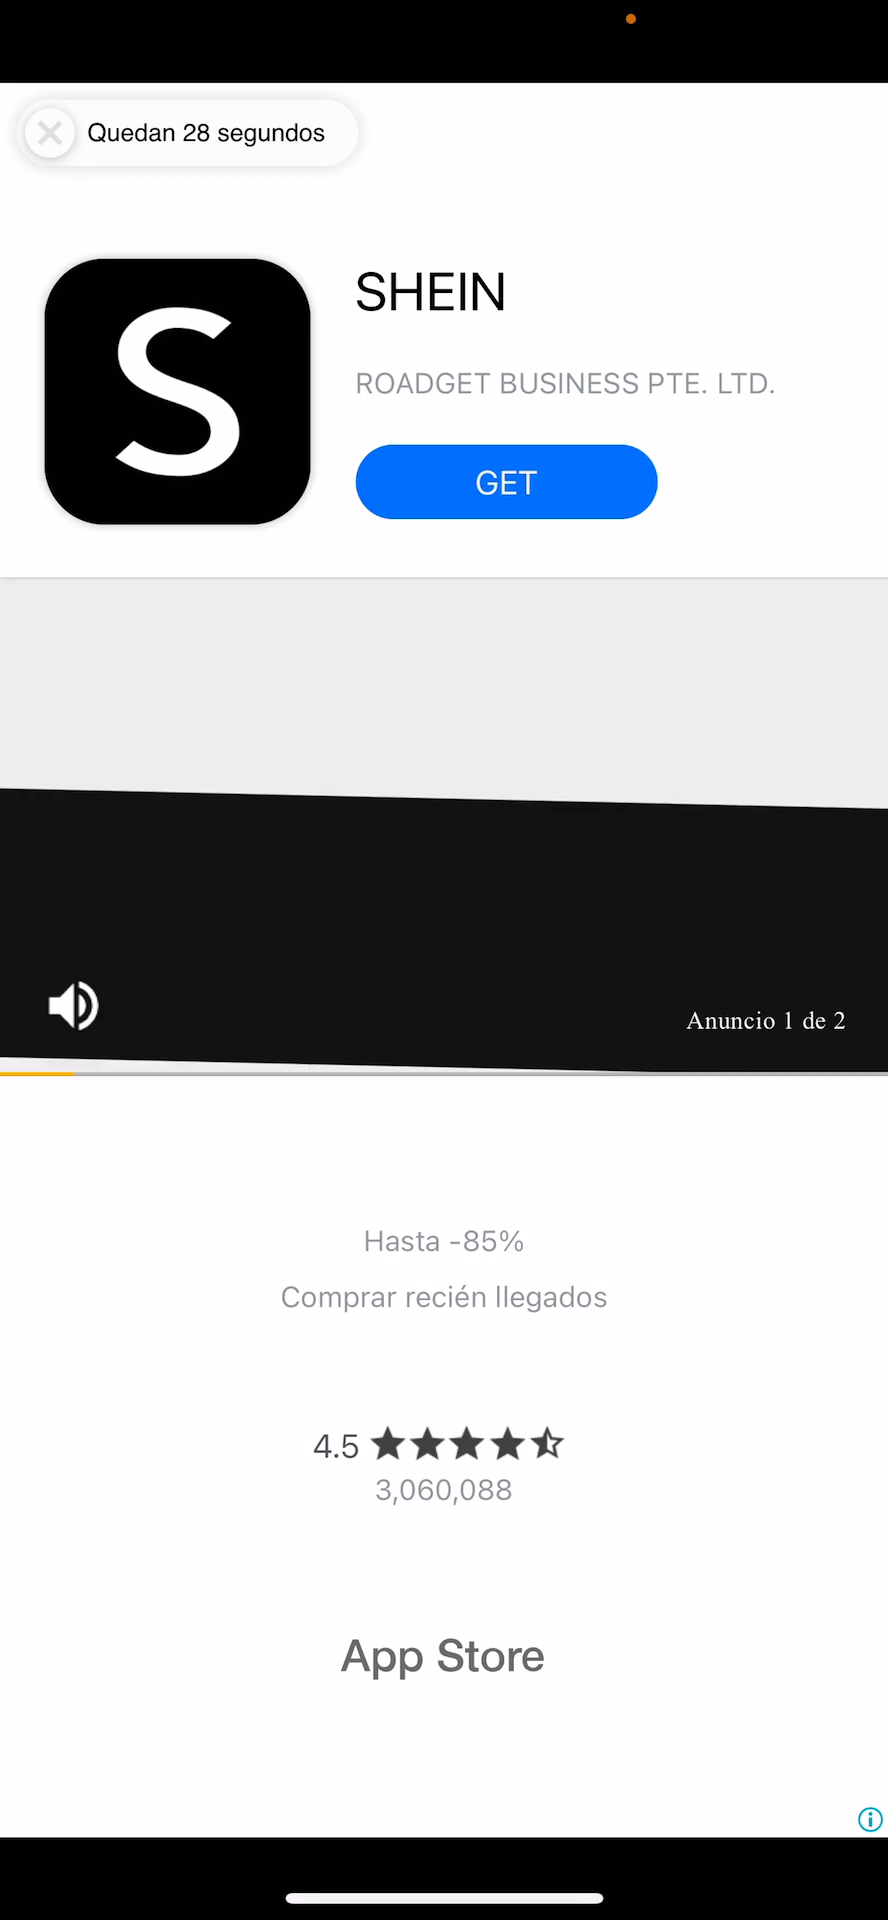 Quedan 28 segundos
S
SHEIN
ROADGET BUSINESS PTE. LTD.
GET
Anuncio 1 de 2
Hasta -85%
Comprar recién llegados
4.5
3,060,088
App Store